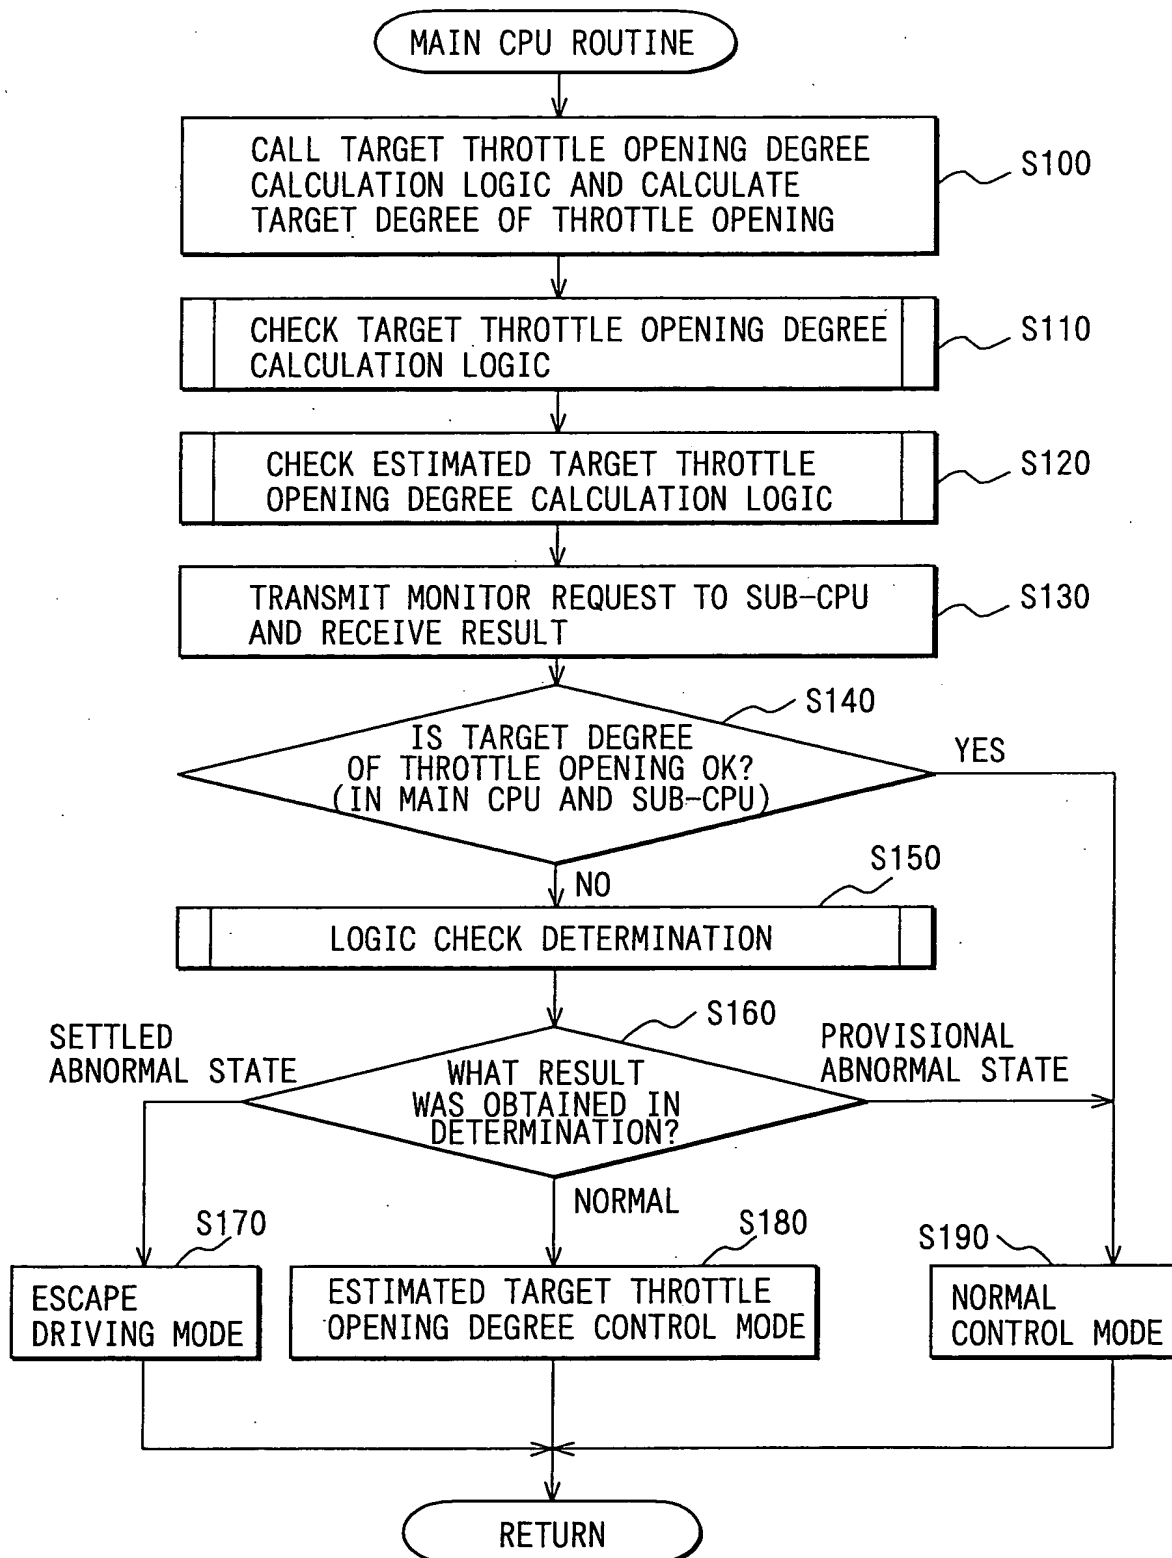 MAIN CPU ROUTINE
CALL TARGET THROTTLE OPENING DEGREE
CALCULATION LOGIC AND CALCULATE
TARGET DEGREE OF THROTTLE OPENING
S100
CHECK TARGET THROTTLE OPENING DEGREE
CALCULATION LOGIC
S110
CHECK ESTIMATED TARGET THROTTLE
OPENING DEGREE CALCULATION LOGIC
S120
TRANSMIT MONITOR REQUEST TO SUB-CPU
AND RECEIVE RESULT
S130
S140
IS TARGET DEGREE
OF THROTTLE OPENING OK?
(IN MAIN CPU AND SUB-CPU)
YES
NO
S150
LOGIC CHECK DETERMINATION
S160
SETTLED
ABNORMAL STATE
WHAT RESULT
WAS OBTAINED IN
DETERMINATION?
PROVISIONAL
ABNORMAL STATE
NORMAL
S170
ESCAPE
DRIVING MODE
S180
ESTIMATED TARGET THROTTLE
OPENING DEGREE CONTROL MODE
S190
NORMAL
CONTROL MODE
RETURN